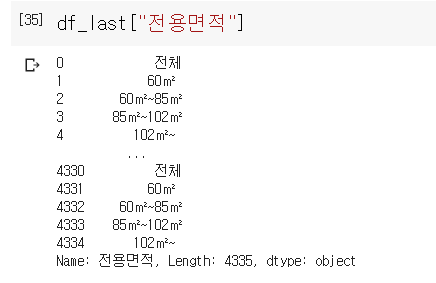 [35] df_last["전용면적"]
0 전체
1 60㎡
2 60㎡~85㎡
3 85㎡~102㎡
4 102㎡~
...
4330 전체
4331 60㎡
4332 60㎡~85㎡
4333 85㎡~102㎡
4334 102㎡~
Name: 전용면적, Length: 4335, dtype: object